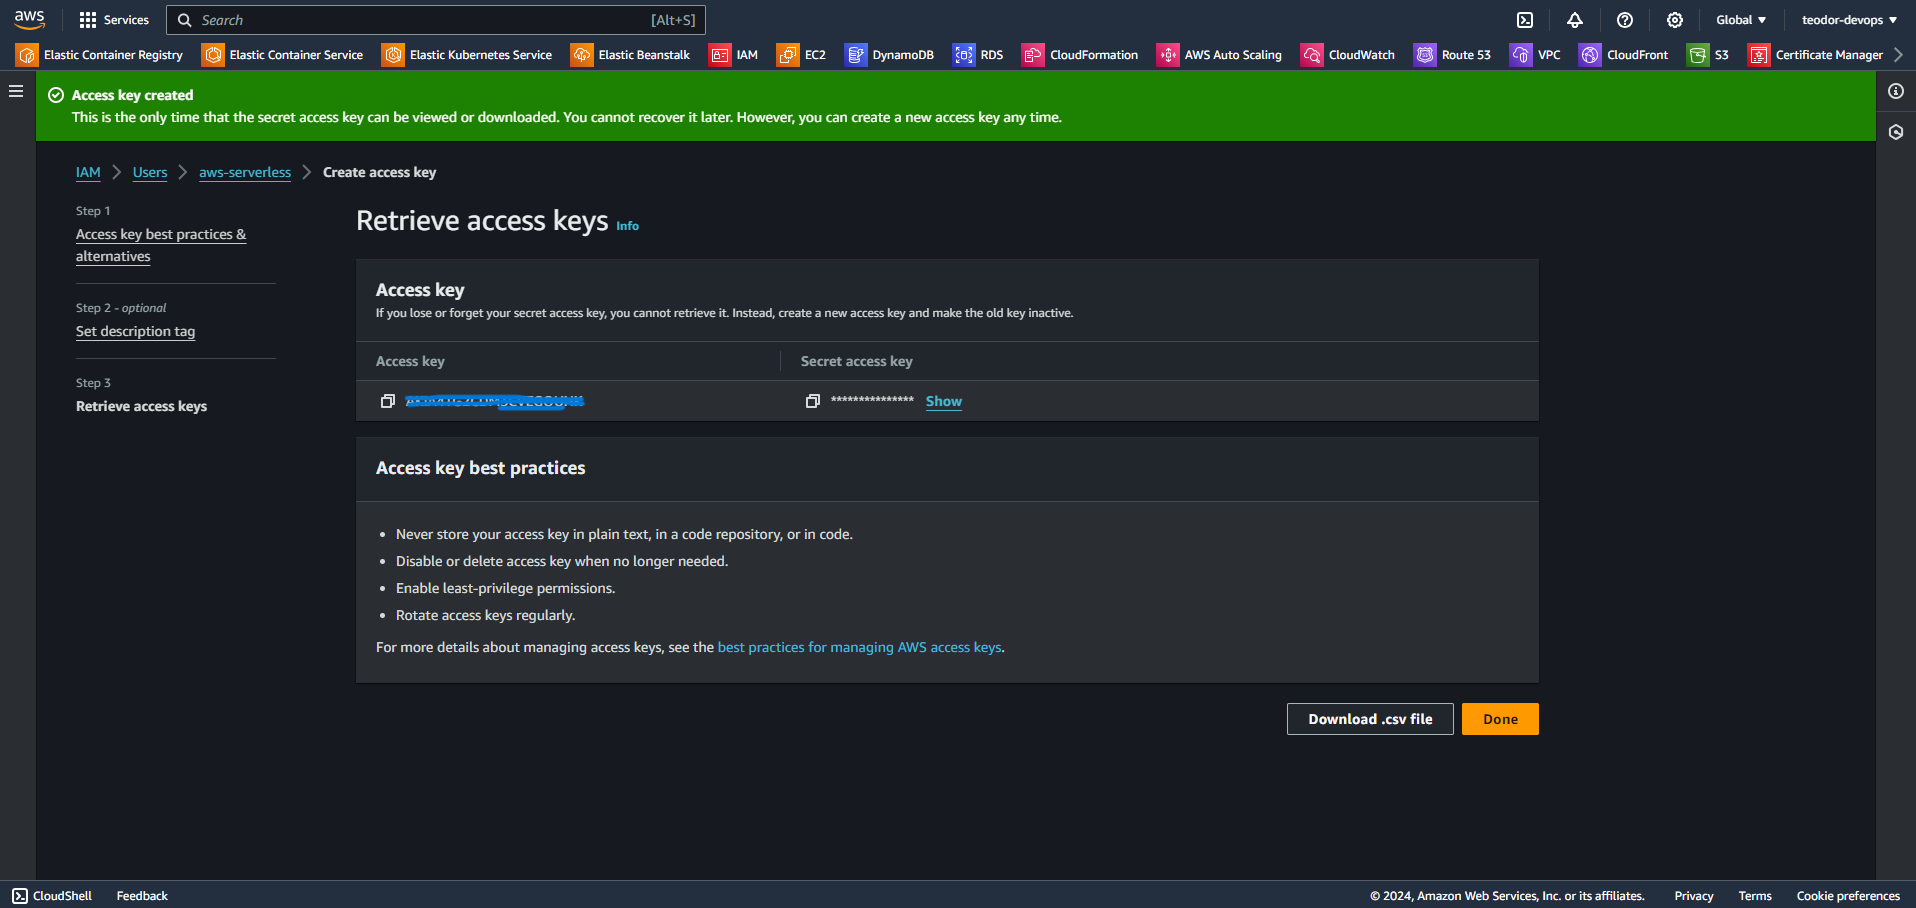 aws
Services
Search
[Alt+S]
Global
teodor-devops
Elastic Container Registry
Elastic Container Service
Elastic Kubernetes Service
Elastic Beanstalk
IAM
EC2
DynamoDB
RDS
CloudFormation
AWS Auto Scaling
CloudWatch
Route 53
VPC
CloudFront
S3
Certificate Manager
Access key created
This is the only time that the secret access key can be viewed or downloaded. You cannot recover it later. However, you can create a new access key any time.
IAM
Users
aws-serverless
Create access key
Step 1
Access key best practices &
alternatives
Step 2 - optional
Set description tag
Step 3
Retrieve access keys
Retrieve access keys Info
Access key
If you lose or forget your secret access key, you cannot retrieve it. Instead, create a new access key and make the old key inactive.
Access key
Secret access key
*************** Show
Access key best practices
• Never store your access key in plain text, in a code repository, or in code.
• Disable or delete access key when no longer needed.
• Enable least-privilege permissions.
• Rotate access keys regularly.
For more details about managing access keys, see the best practices for managing AWS access keys.
Download .csv file
Done
CloudShell
Feedback
© 2024, Amazon Web Services, Inc. or its affiliates.
Privacy
Terms
Cookie preferences